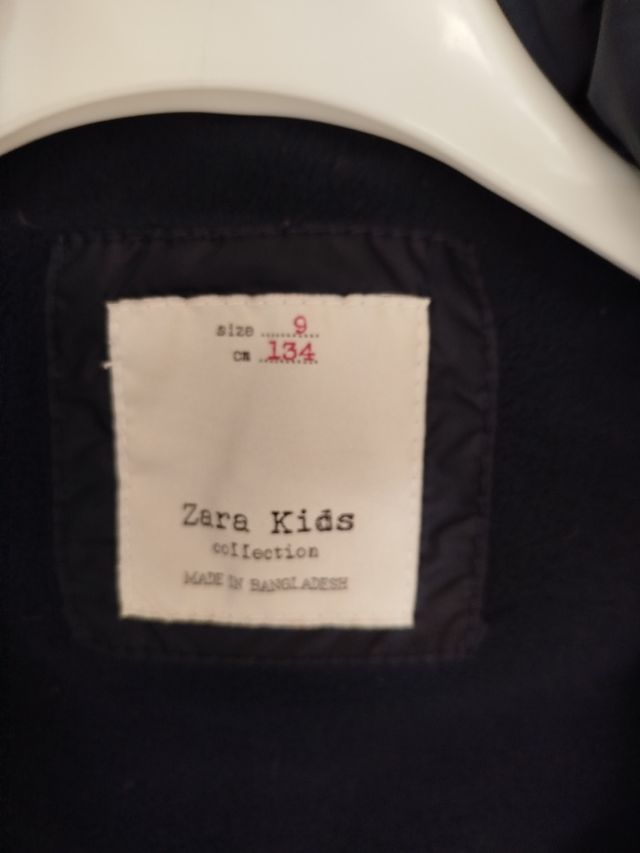 size 9
cm 134
Zara Kids
collection
MADE IN BANGLADESH